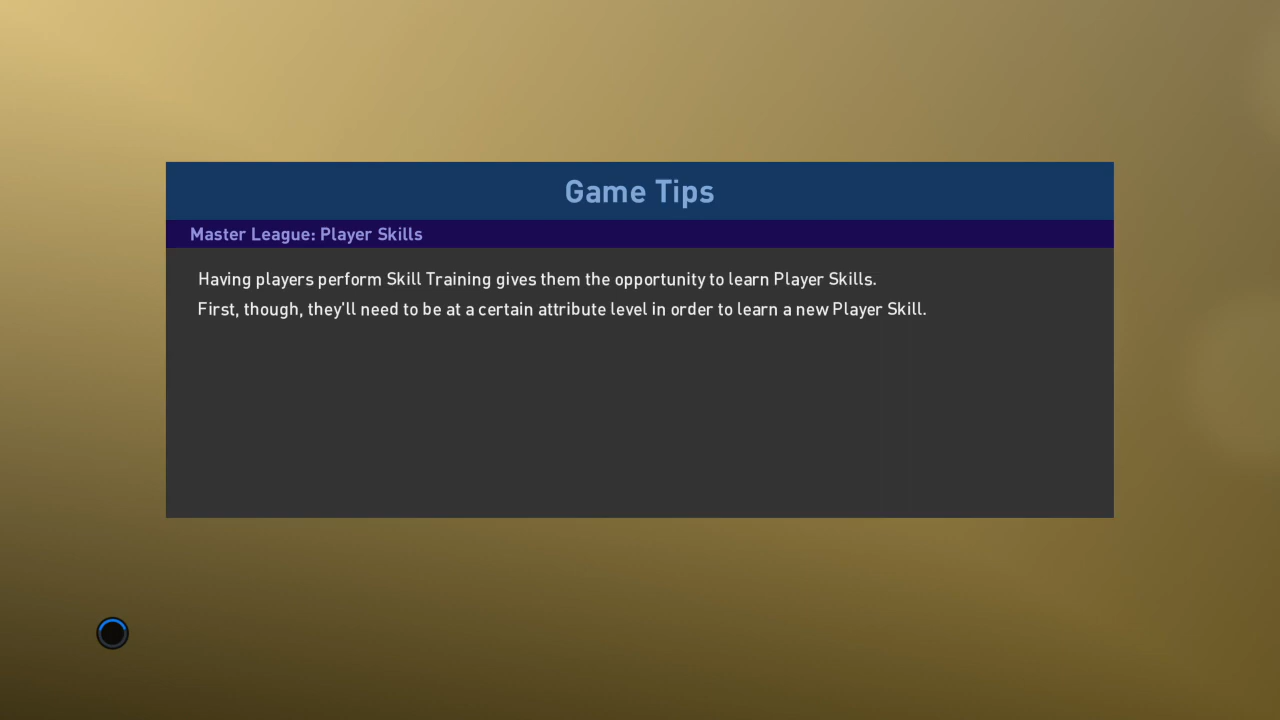 Game Tips
Master League: Player Skills
Having players perform Skill Training gives them the opportunity to learn Player Skills.
First, though, they'll need to be at a certain attribute level in order to learn a new Player Skill.